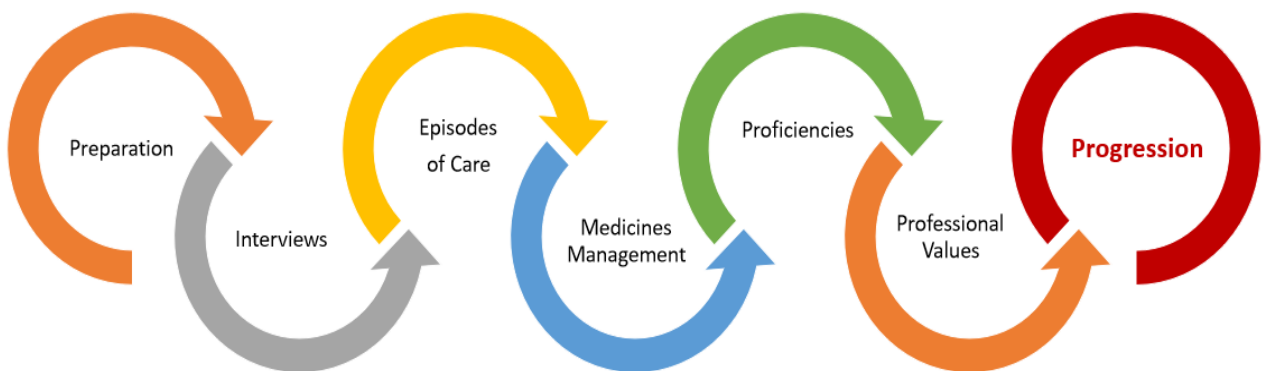 Preparation
Interviews
Episodes
of Care
Medicines
Management
Proficiencies
Professional
Values
Progression